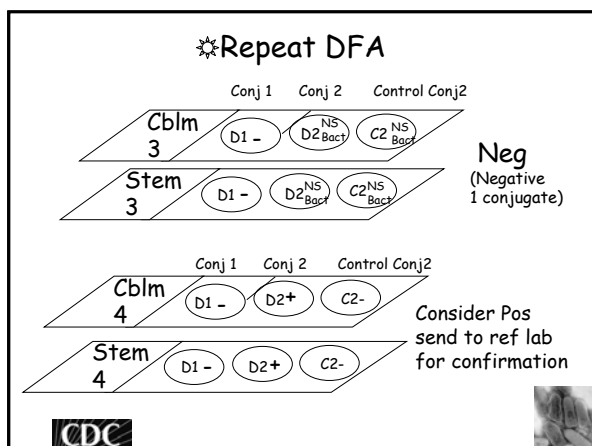 Repeat DFA
Conj 1 Conj 2 Control Conj2
Cblm
3
D1 - D2 NS Bact C2 NS Bact
Stem
3
D1 - D2 NS Bact C2 NS Bact
Neg
(Negative
1 conjugate)
Conj 1 Conj 2 Control Conj2
Cblm
4
D1 - D2+ C2-
Stem
4
D1 - D2+ C2-
Consider Pos
send to ref lab
for confirmation
CDC